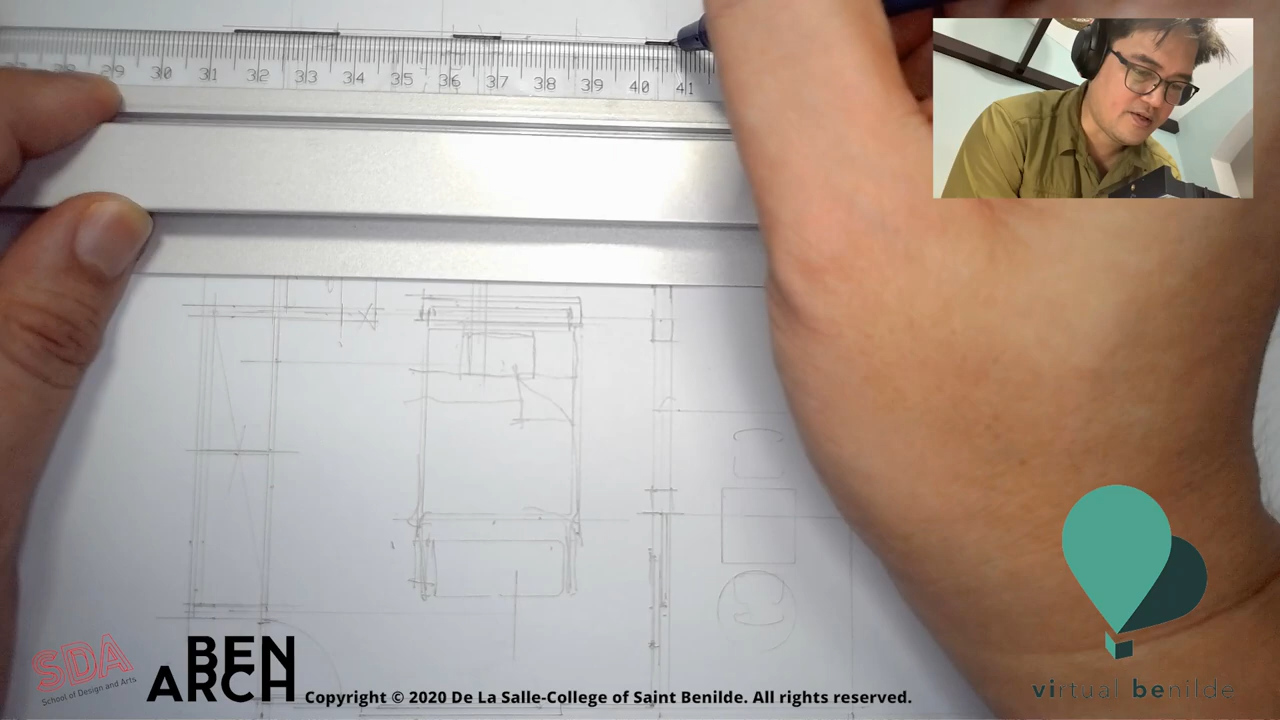 28 29 30 31 32 33 34 35 36 37 38 39 40 41
SDA
School of Design and Arts
BEN
ARCH
Copyright © 2020 De La Salle-College of Saint Benilde. All rights reserved.
virtual benilde